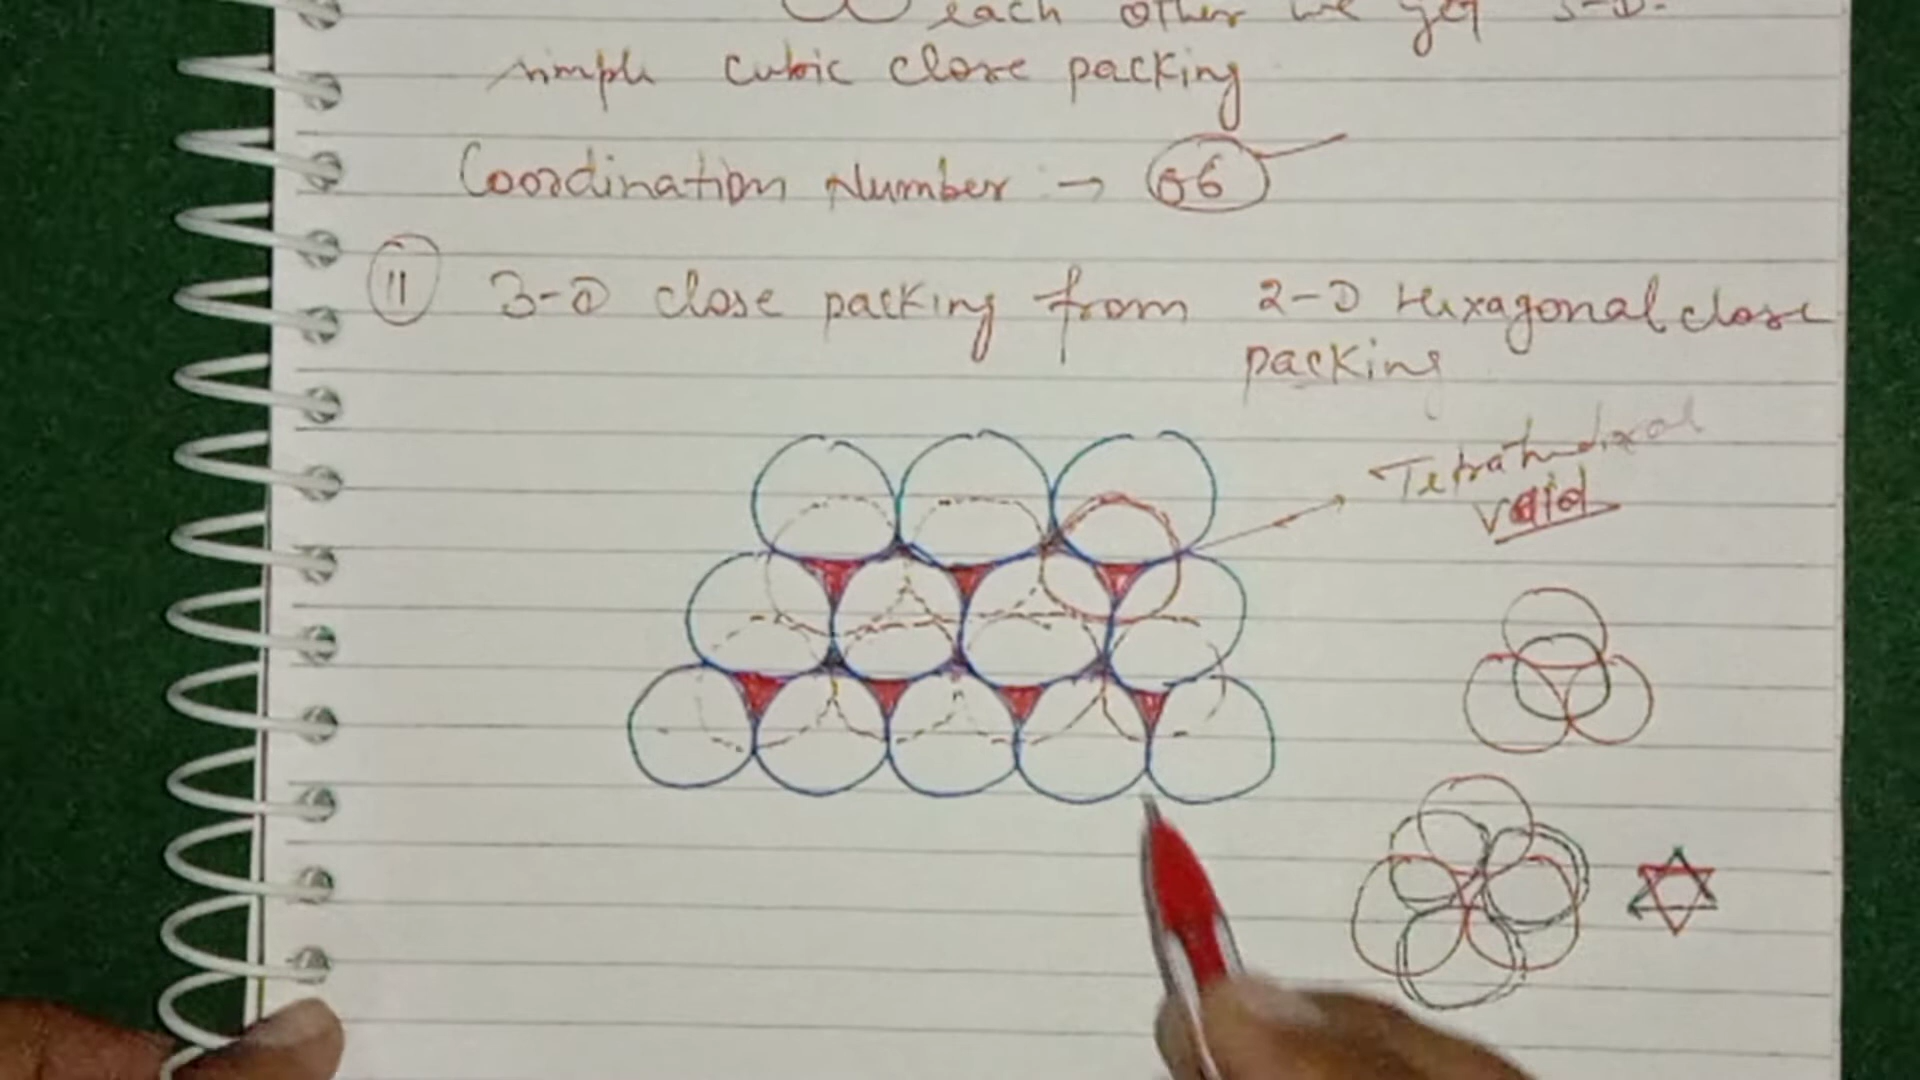 each other we get 3-D.
simple cubic close packing
Coordination Number → 06
11 3-D close packing from 2-D Hexagonal close
packing
Tetrahedral
void